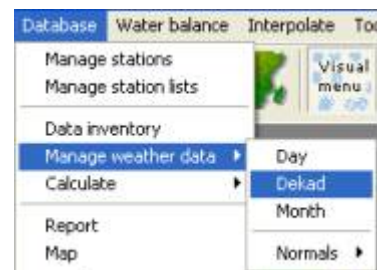 Database Water balance Interpolate Too
Manage stations
Manage station lists
Visual
menu
Data inventory
Manage weather data
Calculate
Report
Map
Day
Dekad
Month
Normals